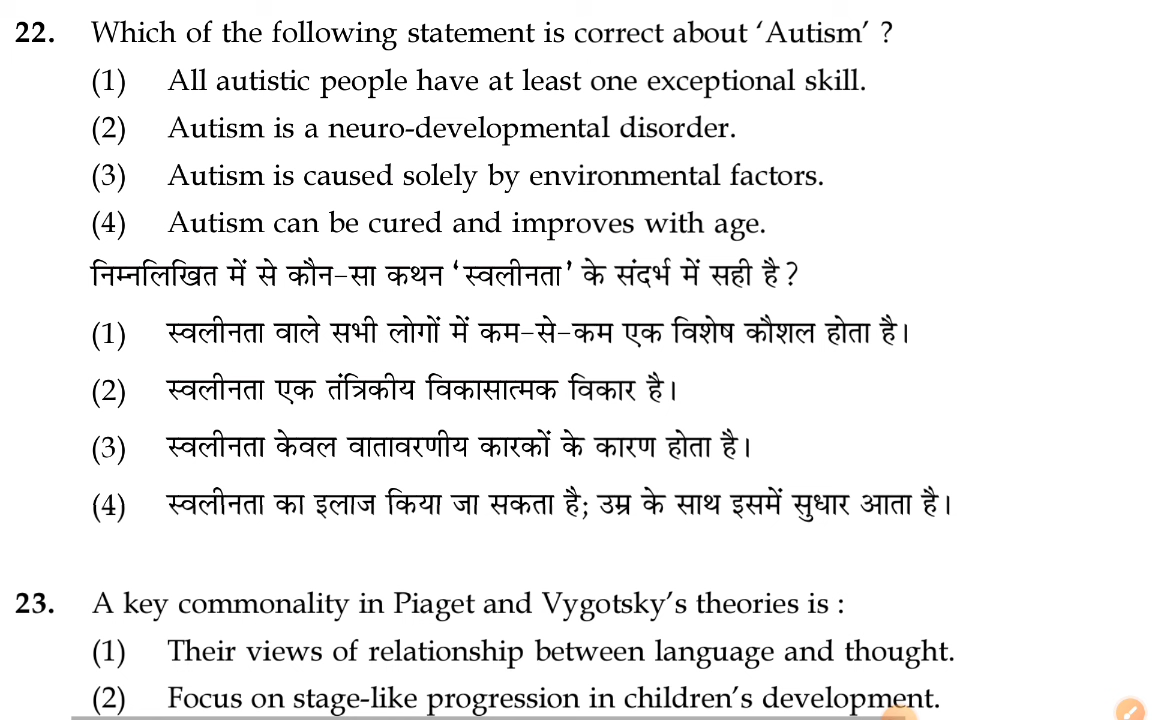 22. Which of the following statement is correct about ‘Autism’ ?
(1) All autistic people have at least one exceptional skill.
(2) Autism is a neuro-developmental disorder.
(3) Autism is caused solely by environmental factors.
(4) Autism can be cured and improves with age.
निम्नलिखित में से कौन-सा कथन ‘स्वलीनता’ के संदर्भ में सही है ?
(1) स्वलीनता वाले सभी लोगों में कम-से-कम एक विशेष कौशल होता है।
(2) स्वलीनता एक तंत्रिकीय विकासात्मक विकार है।
(3) स्वलीनता केवल वातावरणीय कारकों के कारण होता है।
(4) स्वलीनता का इलाज किया जा सकता है; उम्र के साथ इसमें सुधार आता है।
23. A key commonality in Piaget and Vygotsky’s theories is :
(1) Their views of relationship between language and thought.
(2) Focus on stage-like progression in children’s development.